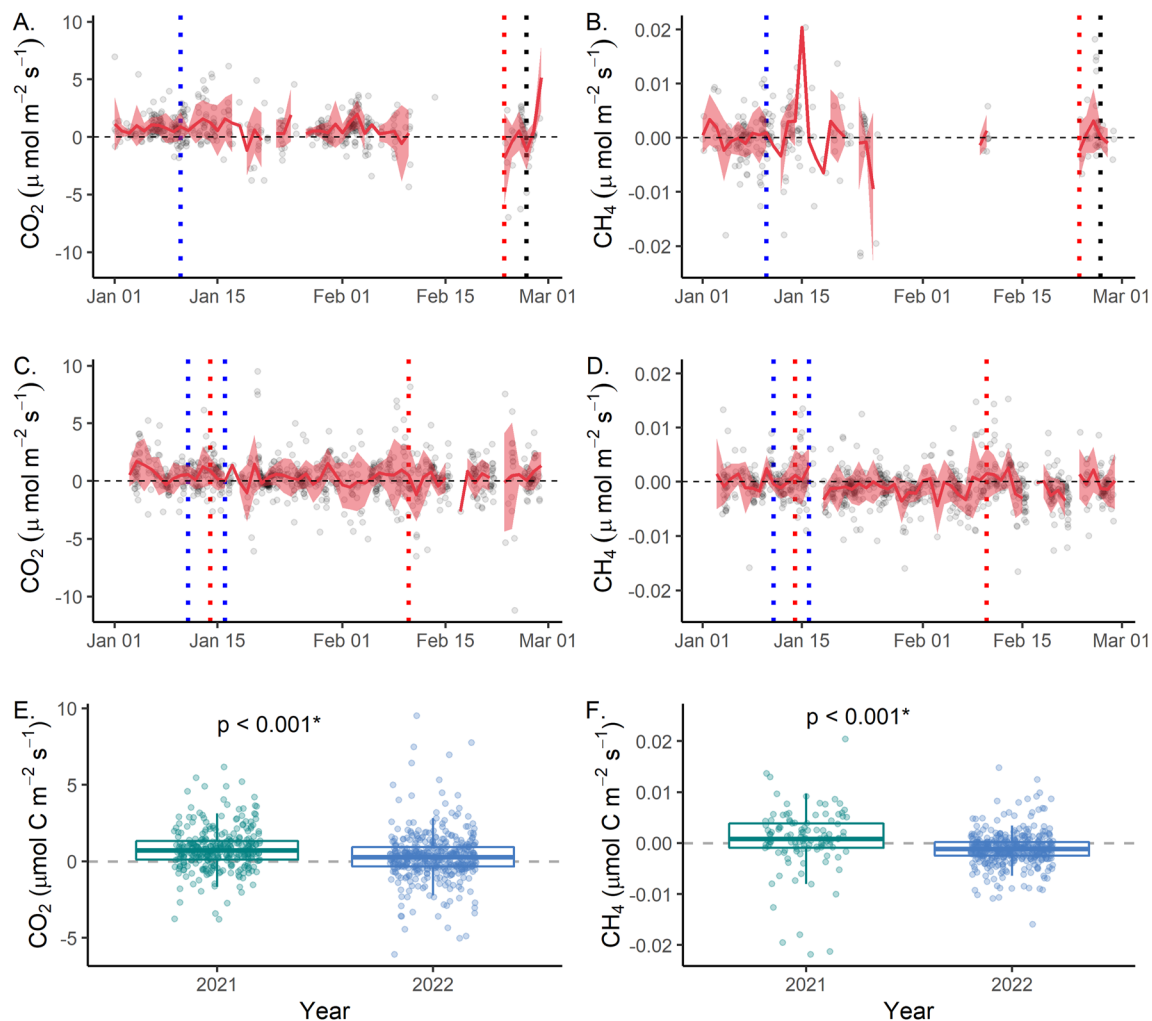 A.
CO₂ (μ mol m⁻² s⁻¹).
10
5
0
-5
-10
Jan 01 Jan 15 Feb 01 Feb 15 Mar 01
B.
CH₄ (μ mol m⁻² s⁻¹).
0.02
0.01
0.00
-0.01
-0.02
Jan 01 Jan 15 Feb 01 Feb 15 Mar 01
C.
CO₂ (μ mol m⁻² s⁻¹).
10
5
0
-5
-10
Jan 01 Jan 15 Feb 01 Feb 15 Mar 01
D.
CH₄ (μ mol m⁻² s⁻¹).
0.02
0.01
0.00
-0.01
-0.02
Jan 01 Jan 15 Feb 01 Feb 15 Mar 01
E.
CO₂ (μmol C m⁻² s⁻¹).
p < 0.001*
10
5
0
-5
2021 2022
Year
F.
CH₄ (μmol C m⁻² s⁻¹).
p < 0.001*
0.02
0.01
0.00
-0.01
-0.02
2021 2022
Year